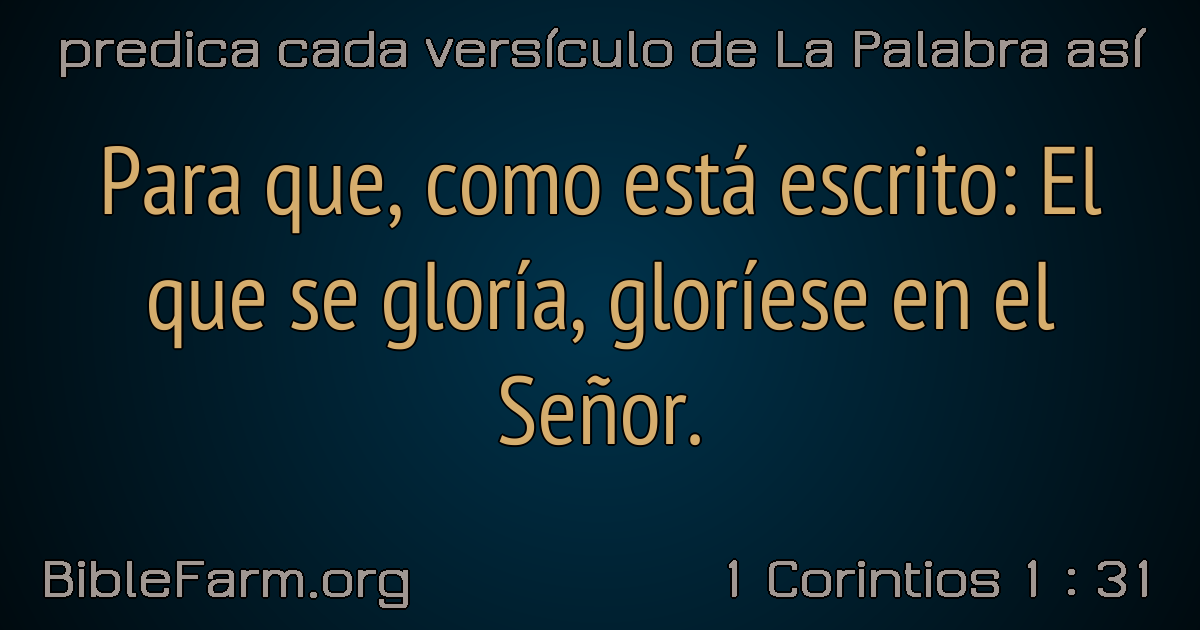 predica cada versículo de La Palabra así
Para que, como está escrito: El
que se gloría, gloríese en el
Señor.
BibleFarm.org
1 Corintios 1 : 31